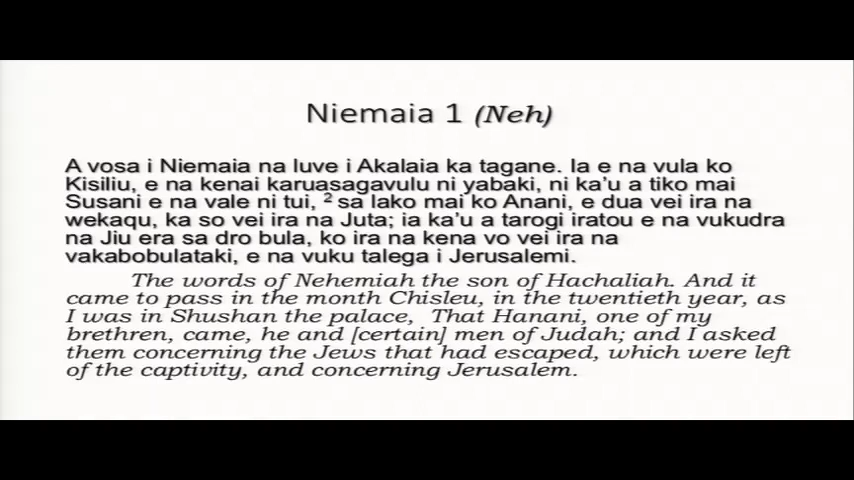 Niemaia 1 (Neh)
A vosa i Niemaia na luve i Akalaia ka tagane. Ia e na vula ko
Kisiliu, e na kenai karuasagavulu ni yabaki, ni ka'u a tiko mai
Susani e na vale ni tui, ² sa lako mai ko Anani, e dua vei ira na
wekaqu, ka so vei ira na Juta; ia ka'u a tarogi iratou e na vukudra
na Jiu era sa dro bula, ko ira na kena vo vei ira na
vakabobulataki, e na vuku talega i Jerusalemi.
The words of Nehemiah the son of Hachaliah. And it
came to pass in the month Chisleu, in the twentieth year, as
I was in Shushan the palace, That Hanani, one of my
brethren, came, he and [certain] men of Judah; and I asked
them concerning the Jews that had escaped, which were left
of the captivity, and concerning Jerusalem.